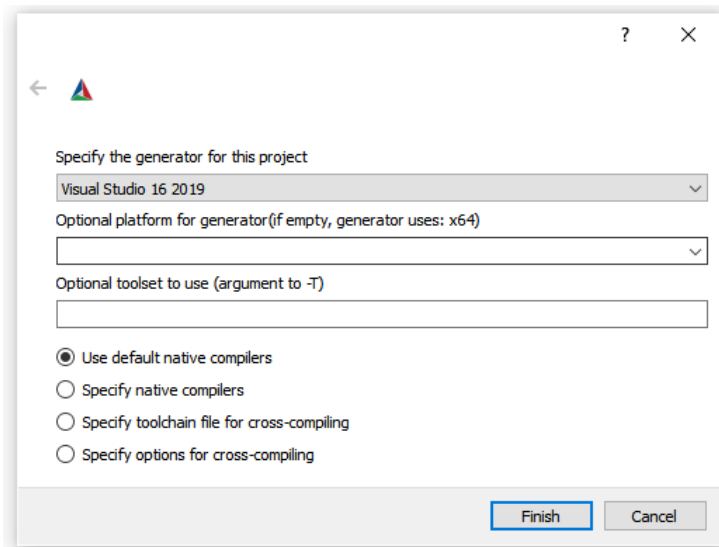 ?
Specify the generator for this project
Visual Studio 16 2019
Optional platform for generator(if empty, generator uses: x64)
Optional toolset to use (argument to -T)
Use default native compilers
Specify native compilers
Specify toolchain file for cross-compiling
Specify options for cross-compiling
Finish Cancel